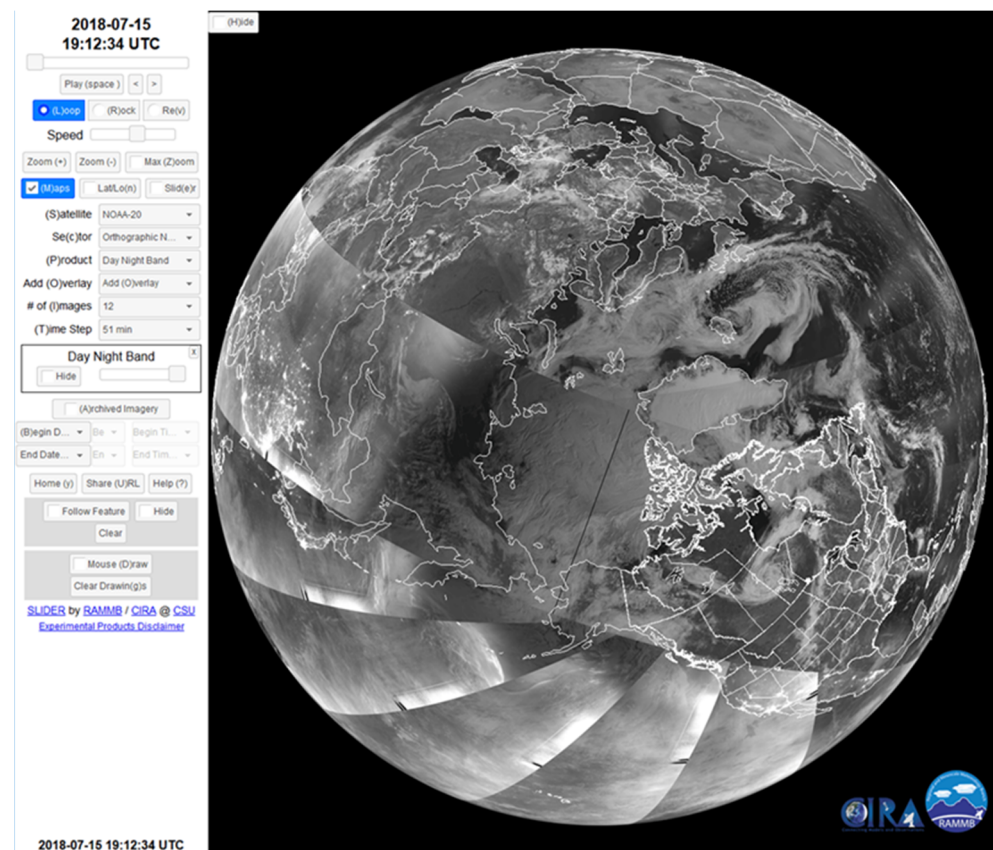 2018-07-15
19:12:34 UTC
(H)ide
Play (space )
<
>
(L)oop
(R)ock
Re(v)
Speed
Zoom (+)
Zoom (-)
Max (Z)oom
(M)aps
Lat/Lo(n)
Slid(e)r
(S)atellite
NOAA-20
Se(c)tor
Orthographic N...
(P)roduct
Day Night Band
Add (O)verlay
Add (O)verlay
# of (I)mages
12
(T)ime Step
51 min
Day Night Band
x
Hide
(A)rchived Imagery
(B)egin D...
Be
Begin Ti...
End Date...
En
End Tim...
Home (y)
Share (U)RL
Help (?)
Follow Feature
Hide
Clear
Mouse (D)raw
Clear Drawin(g)s
SLIDER by RAMMB / CIRA @ CSU
Experimental Products Disclaimer
2018-07-15 19:12:34 UTC
CIRA
RAMMB